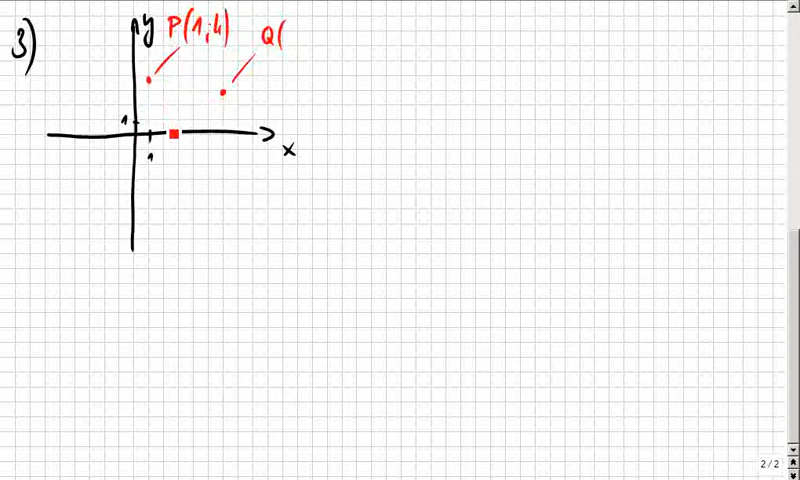 3)
y P(1;4) Q(
1
x
1
2/2